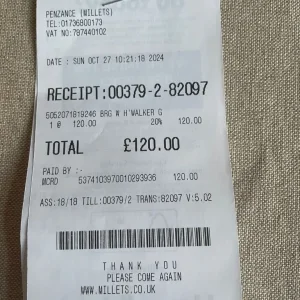 PENZANCE (MILLETS)
TEL:01736800173
VAT NO:797440102
DATE : SUN OCT 27 10:21:18 2024
RECEIPT:00379-2-82097
5052071819246 BRG W H'WALKER G
1 @ 120.00 20% 120.00
TOTAL £120.00
PAID BY :-
MCRD 5374103970010293936 120.00
ASS:18/18 TILL:00379/2 TRANS:82097 V:5.02
THANK YOU
PLEASE COME AGAIN
WWW.MILLETS.CO.UK